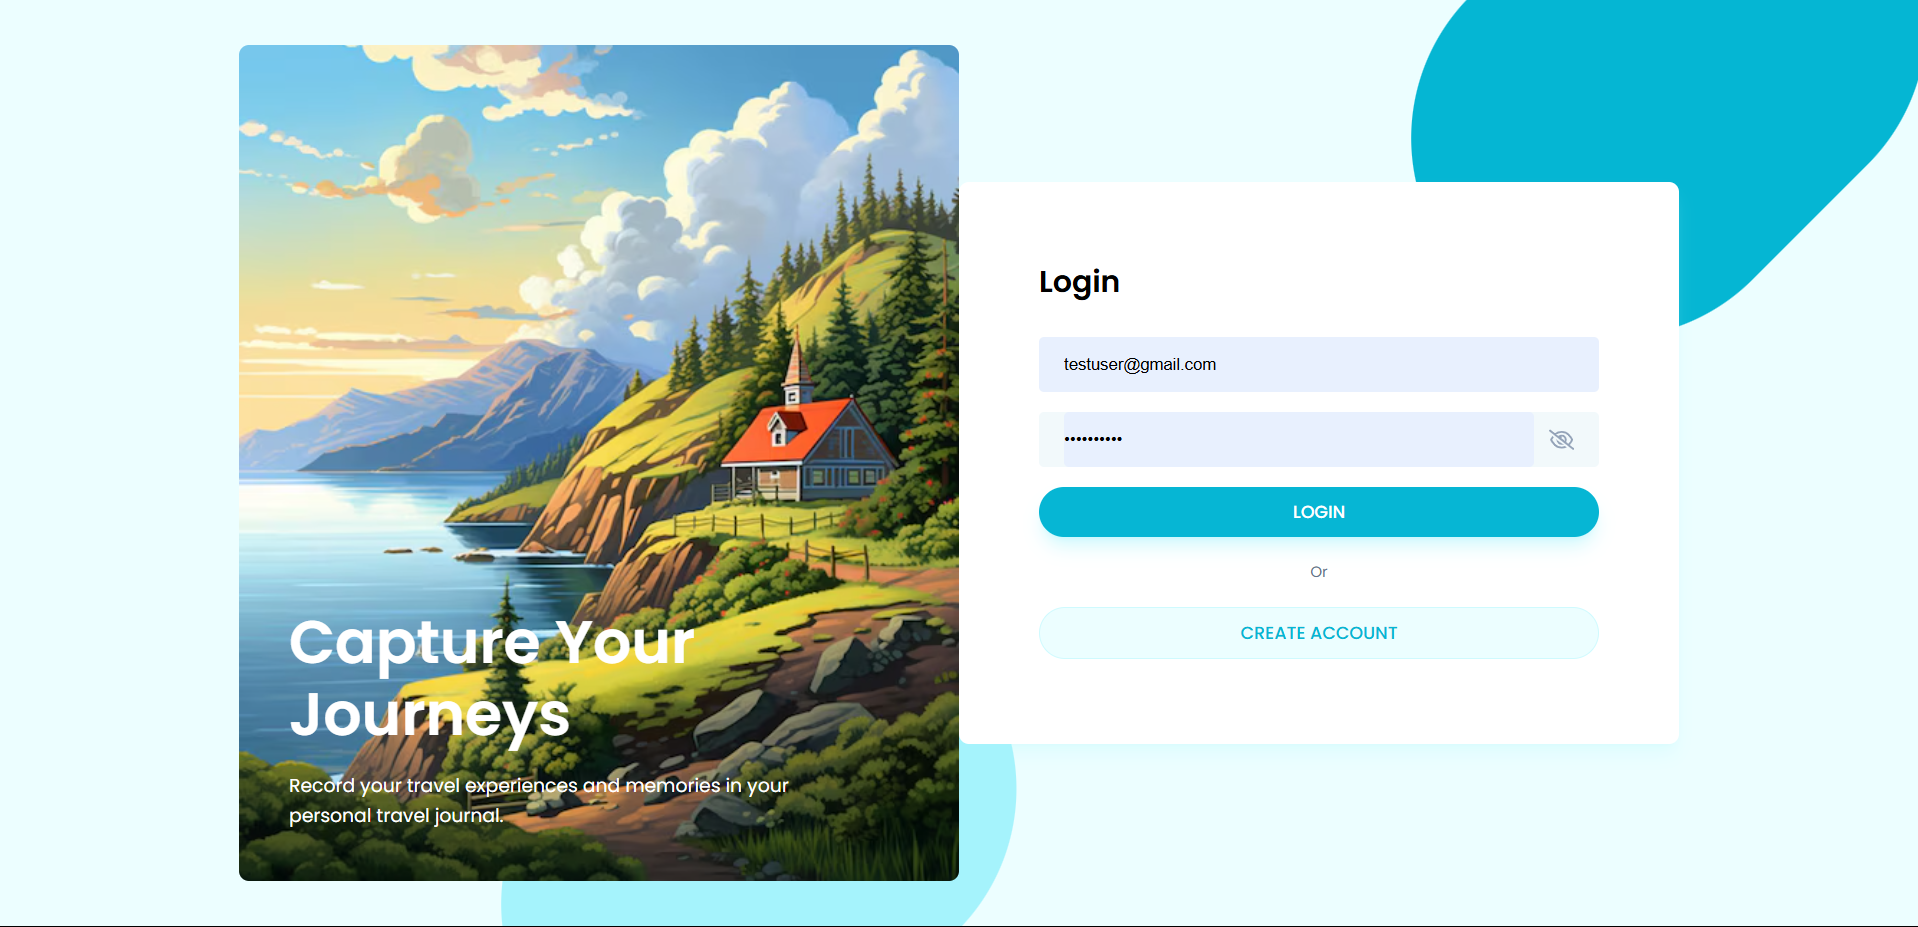 Capture Your
Journeys
Record your travel experiences and memories in your
personal travel journal.
Login
testuser@gmail.com
••••••••••
LOGIN
Or
CREATE ACCOUNT